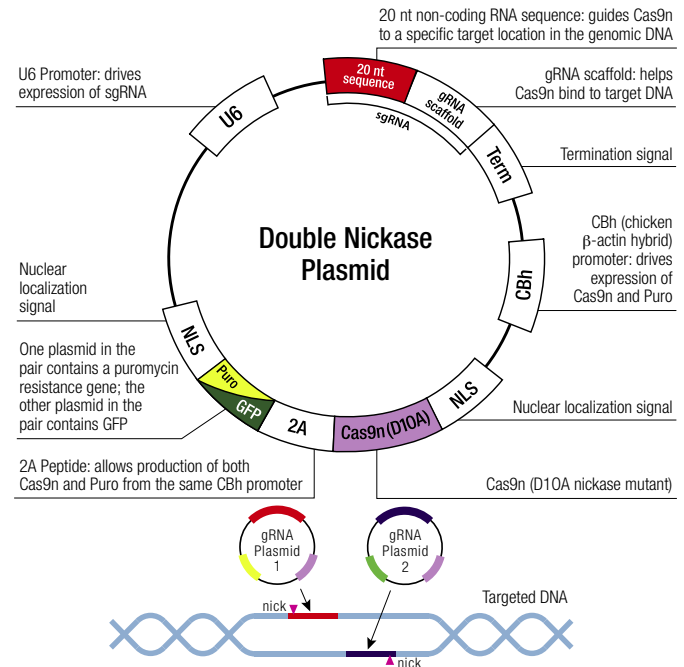 20 nt non-coding RNA sequence: guides Cas9n
to a specific target location in the genomic DNA
U6 Promoter: drives
expression of sgRNA
gRNA scaffold: helps
Cas9n bind to target DNA
20 nt
sequence
gRNA
scaffold
sgRNA
U6
Term
Termination signal
Double Nickase
Plasmid
CBh (chicken
β-actin hybrid)
promoter: drives
expression of
Cas9n and Puro
CBh
Nuclear
localization
signal
NLS
One plasmid in the
pair contains a puromycin
resistance gene; the
other plasmid in the
pair contains GFP
Puro
GFP
2A
Cas9n (D10A)
NLS
Nuclear localization signal
2A Peptide: allows production of both
Cas9n and Puro from the same CBh promoter
Cas9n (D10A nickase mutant)
gRNA
Plasmid
1
gRNA
Plasmid
2
Targeted DNA
nick
nick